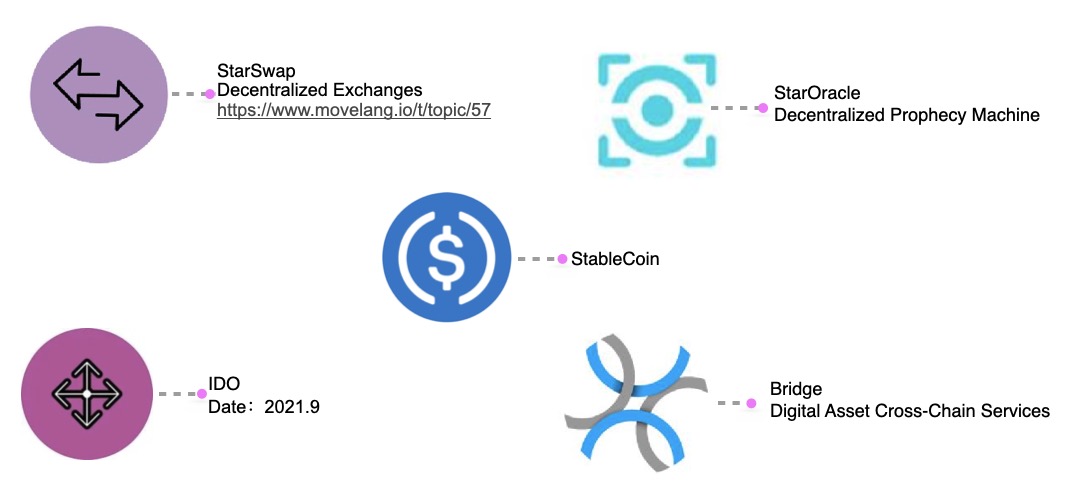 StarSwap
Decentralized Exchanges
https://www.movelang.io/t/topic/57
StarOracle
Decentralized Prophecy Machine
$
StableCoin
IDO
Date：2021.9
Bridge
Digital Asset Cross-Chain Services